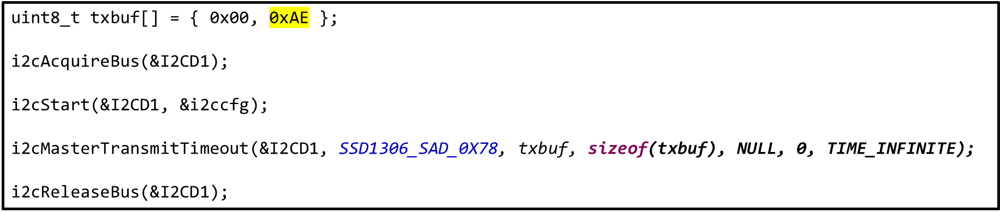 uint8_t txbuf[] = { 0x00, 0xAE };
i2cAcquireBus(&I2CD1);
i2cStart(&I2CD1, &i2ccfg);
i2cMasterTransmitTimeout(&I2CD1, SSD1306_SAD_0X78, txbuf, sizeof(txbuf), NULL, 0, TIME_INFINITE);
i2cReleaseBus(&I2CD1);